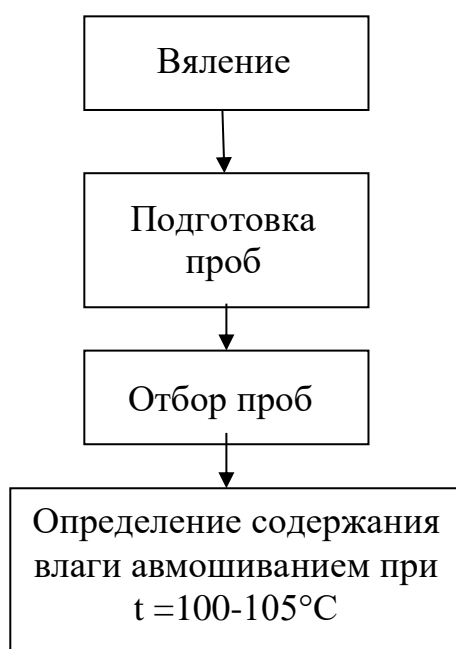 Вяление
Подготовка
проб
Отбор проб
Определение содержания
влаги авмошиванием при
t =100-105°C